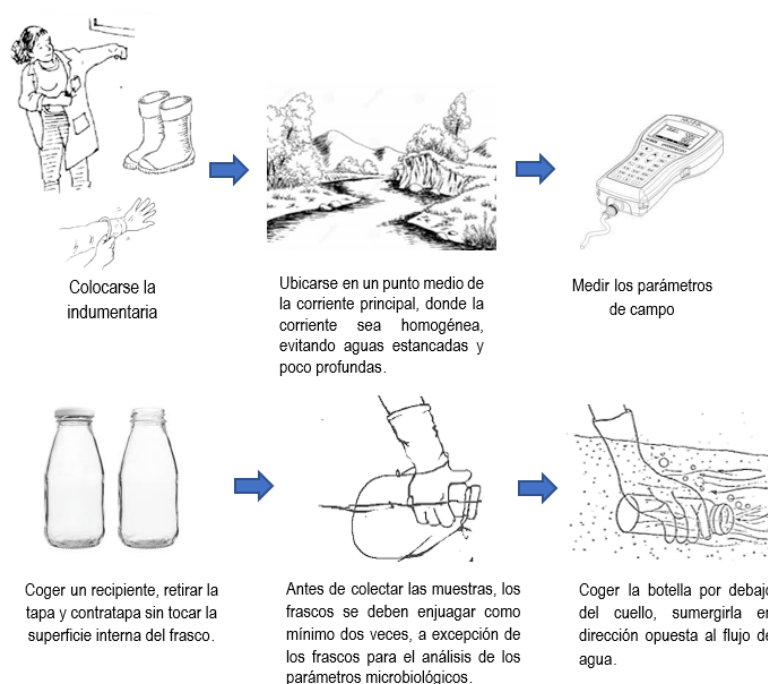 Colocarse la
indumentaria
Ubicarse en un punto medio de
la corriente principal, donde la
corriente sea homogénea,
evitando aguas estancadas y
poco profundas.
Medir los parámetros
de campo
Coger un recipiente, retirar la
tapa y contratapa sin tocar la
superficie interna del frasco.
Antes de colectar las muestras, los
frascos se deben enjuagar como
mínimo dos veces, a excepción de
los frascos para el análisis de los
parámetros microbiológicos.
Coger la botella por debajo
del cuello, sumergirla en
dirección opuesta al flujo de
agua.